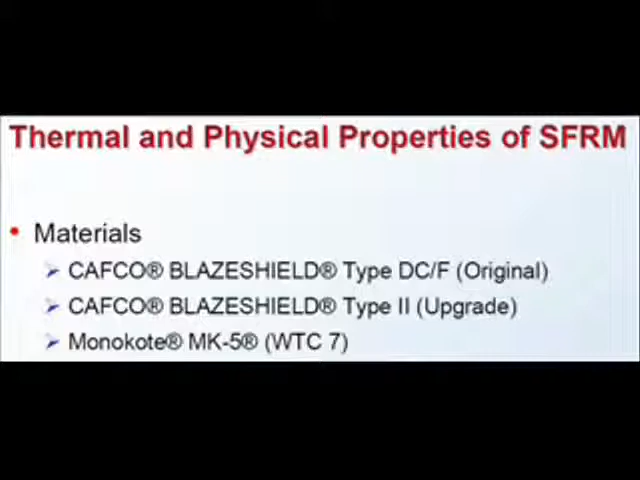 Thermal and Physical Properties of SFRM
• Materials
➢ CAFCO® BLAZESHIELD® Type DC/F (Original)
➢ CAFCO® BLAZESHIELD® Type II (Upgrade)
➢ Monokote® MK-5® (WTC 7)